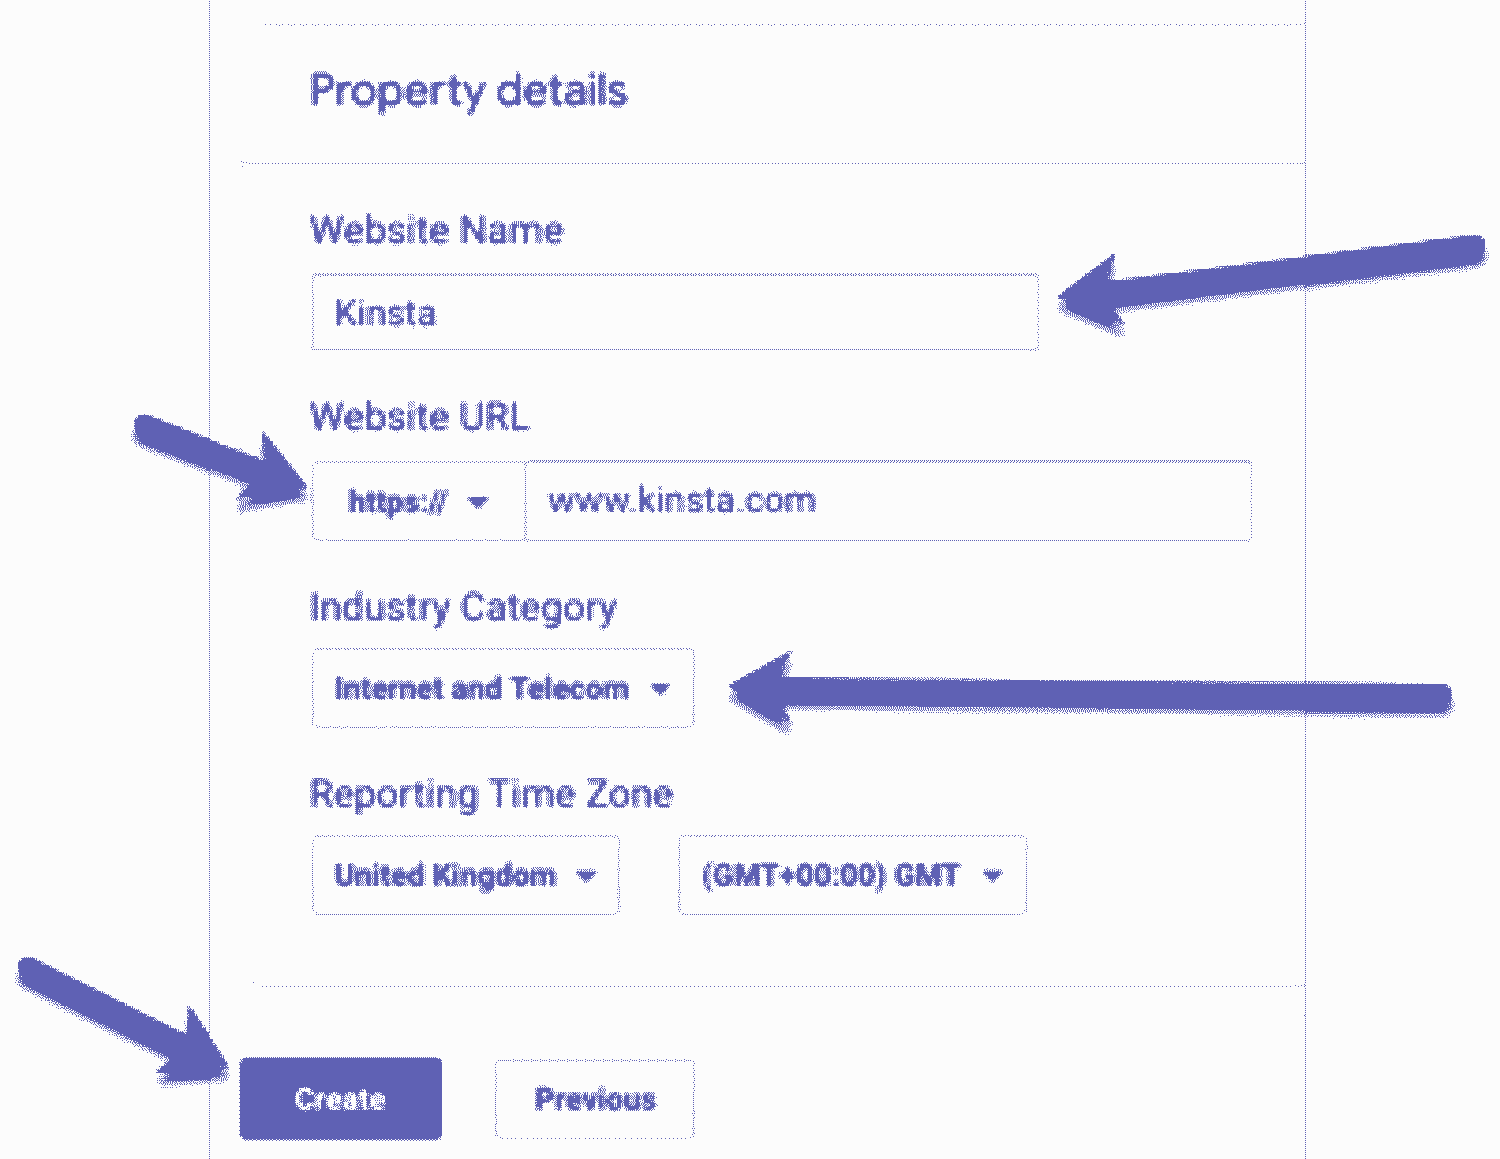 Property details
Website Name
Kinsta
Website URL
https:// www.kinsta.com
Industry Category
Internet and Telecom
Reporting Time Zone
United Kingdom (GMT+00:00) GMT
Create Previous